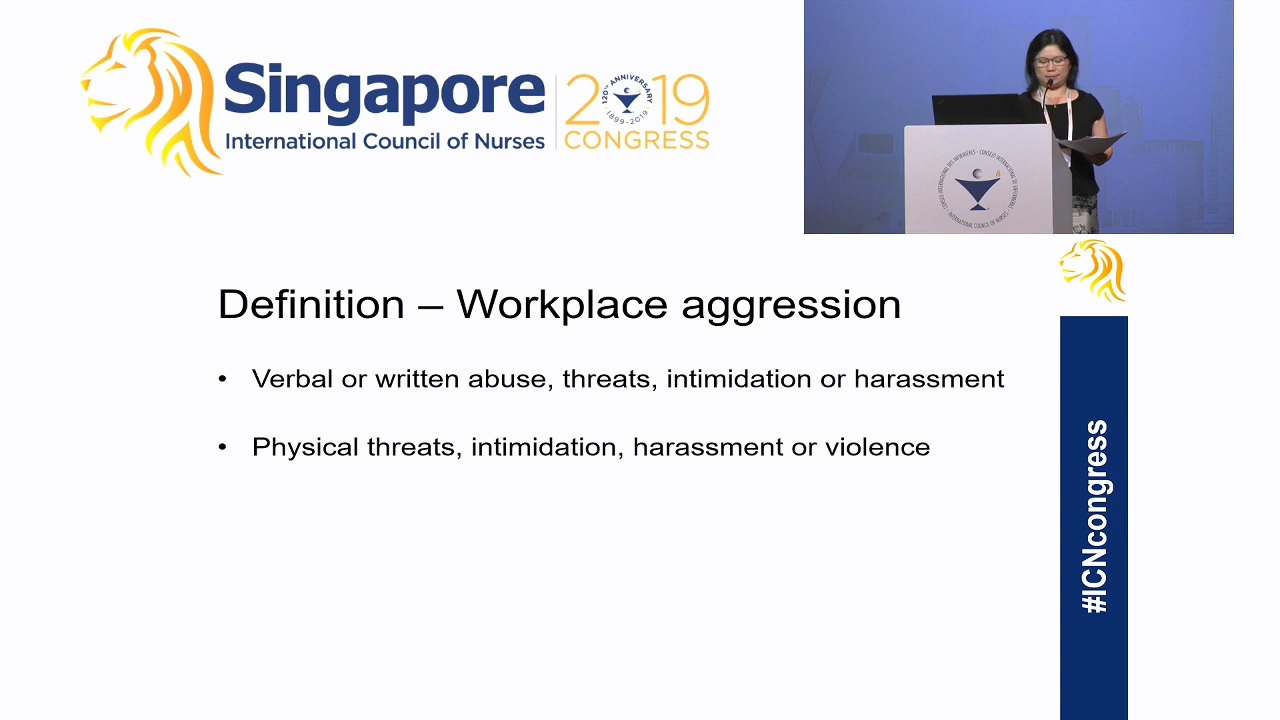 Singapore
International Council of Nurses
2019
120TH ANNIVERSARY
1899-2019
CONGRESS
Definition – Workplace aggression
• Verbal or written abuse, threats, intimidation or harassment
• Physical threats, intimidation, harassment or violence
#ICNcongress